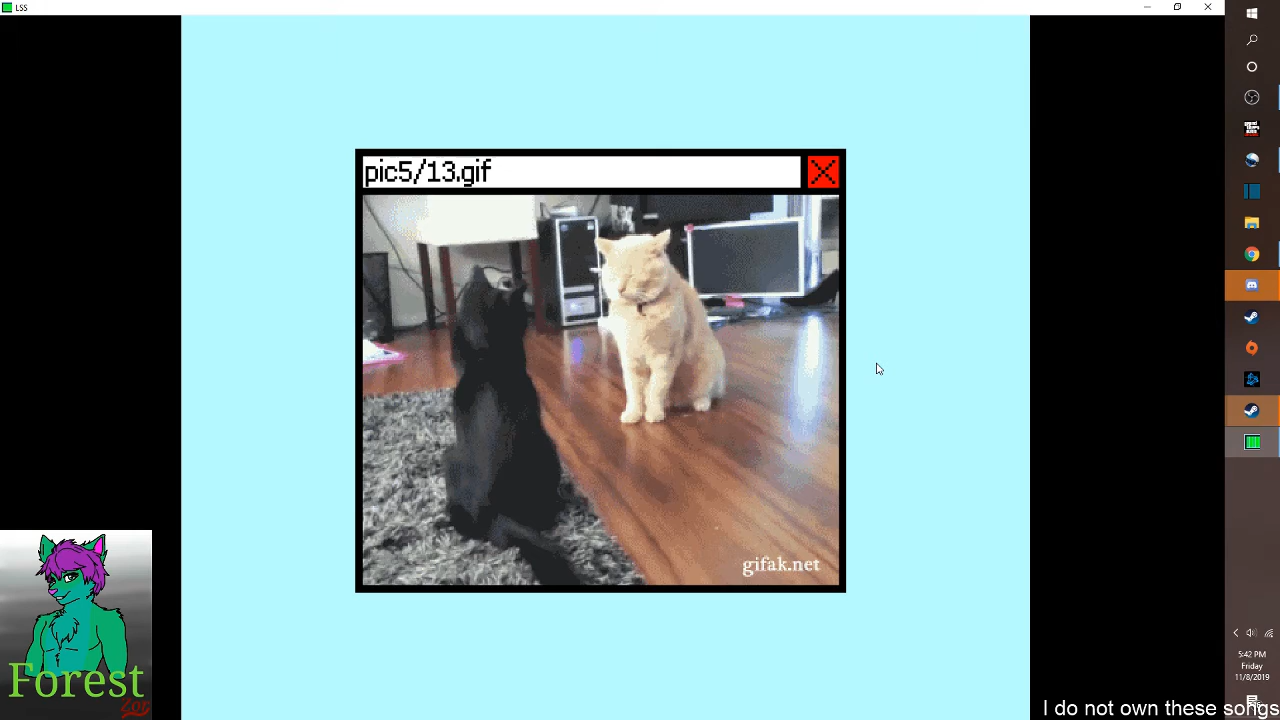 LSS
pic5/13.gif
gifak.net
Forest
Zor
5:42 PM
Friday
11/8/2019
I do not own these songs